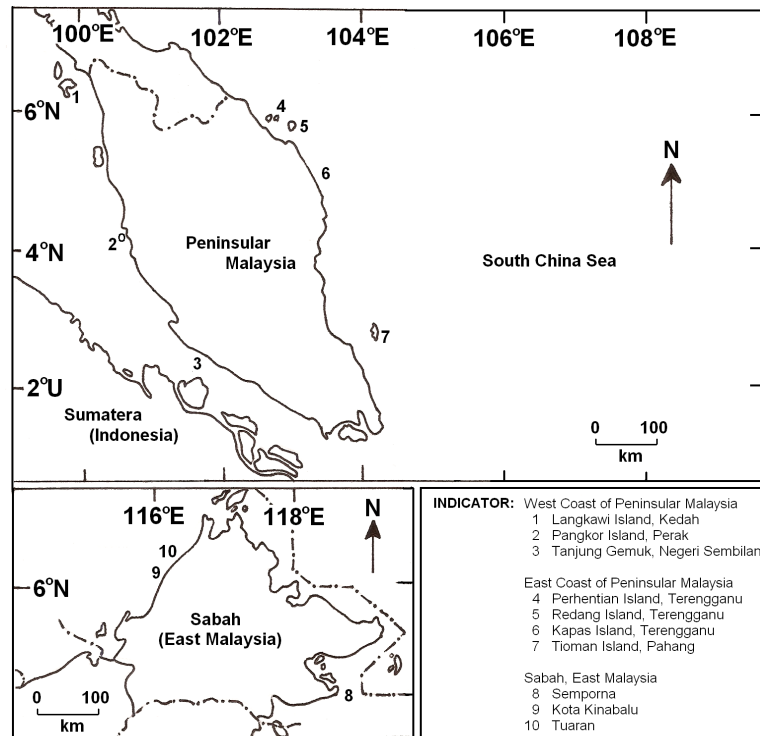 100°E 102°E 104°E 106°E 108°E
6°N
1
4
5
6
N
2
4°N
Peninsular
Malaysia
South China Sea
7
3
2°U
Sumatera
(Indonesia)
0 100
km
116°E 118°E
N
10
9
6°N
Sabah
(East Malaysia)
8
0 100
km
INDICATOR: West Coast of Peninsular Malaysia
1 Langkawi Island, Kedah
2 Pangkor Island, Perak
3 Tanjung Gemuk, Negeri Sembilan
East Coast of Peninsular Malaysia
4 Perhentian Island, Terengganu
5 Redang Island, Terengganu
6 Kapas Island, Terengganu
7 Tioman Island, Pahang
Sabah, East Malaysia
8 Semporna
9 Kota Kinabalu
10 Tuaran